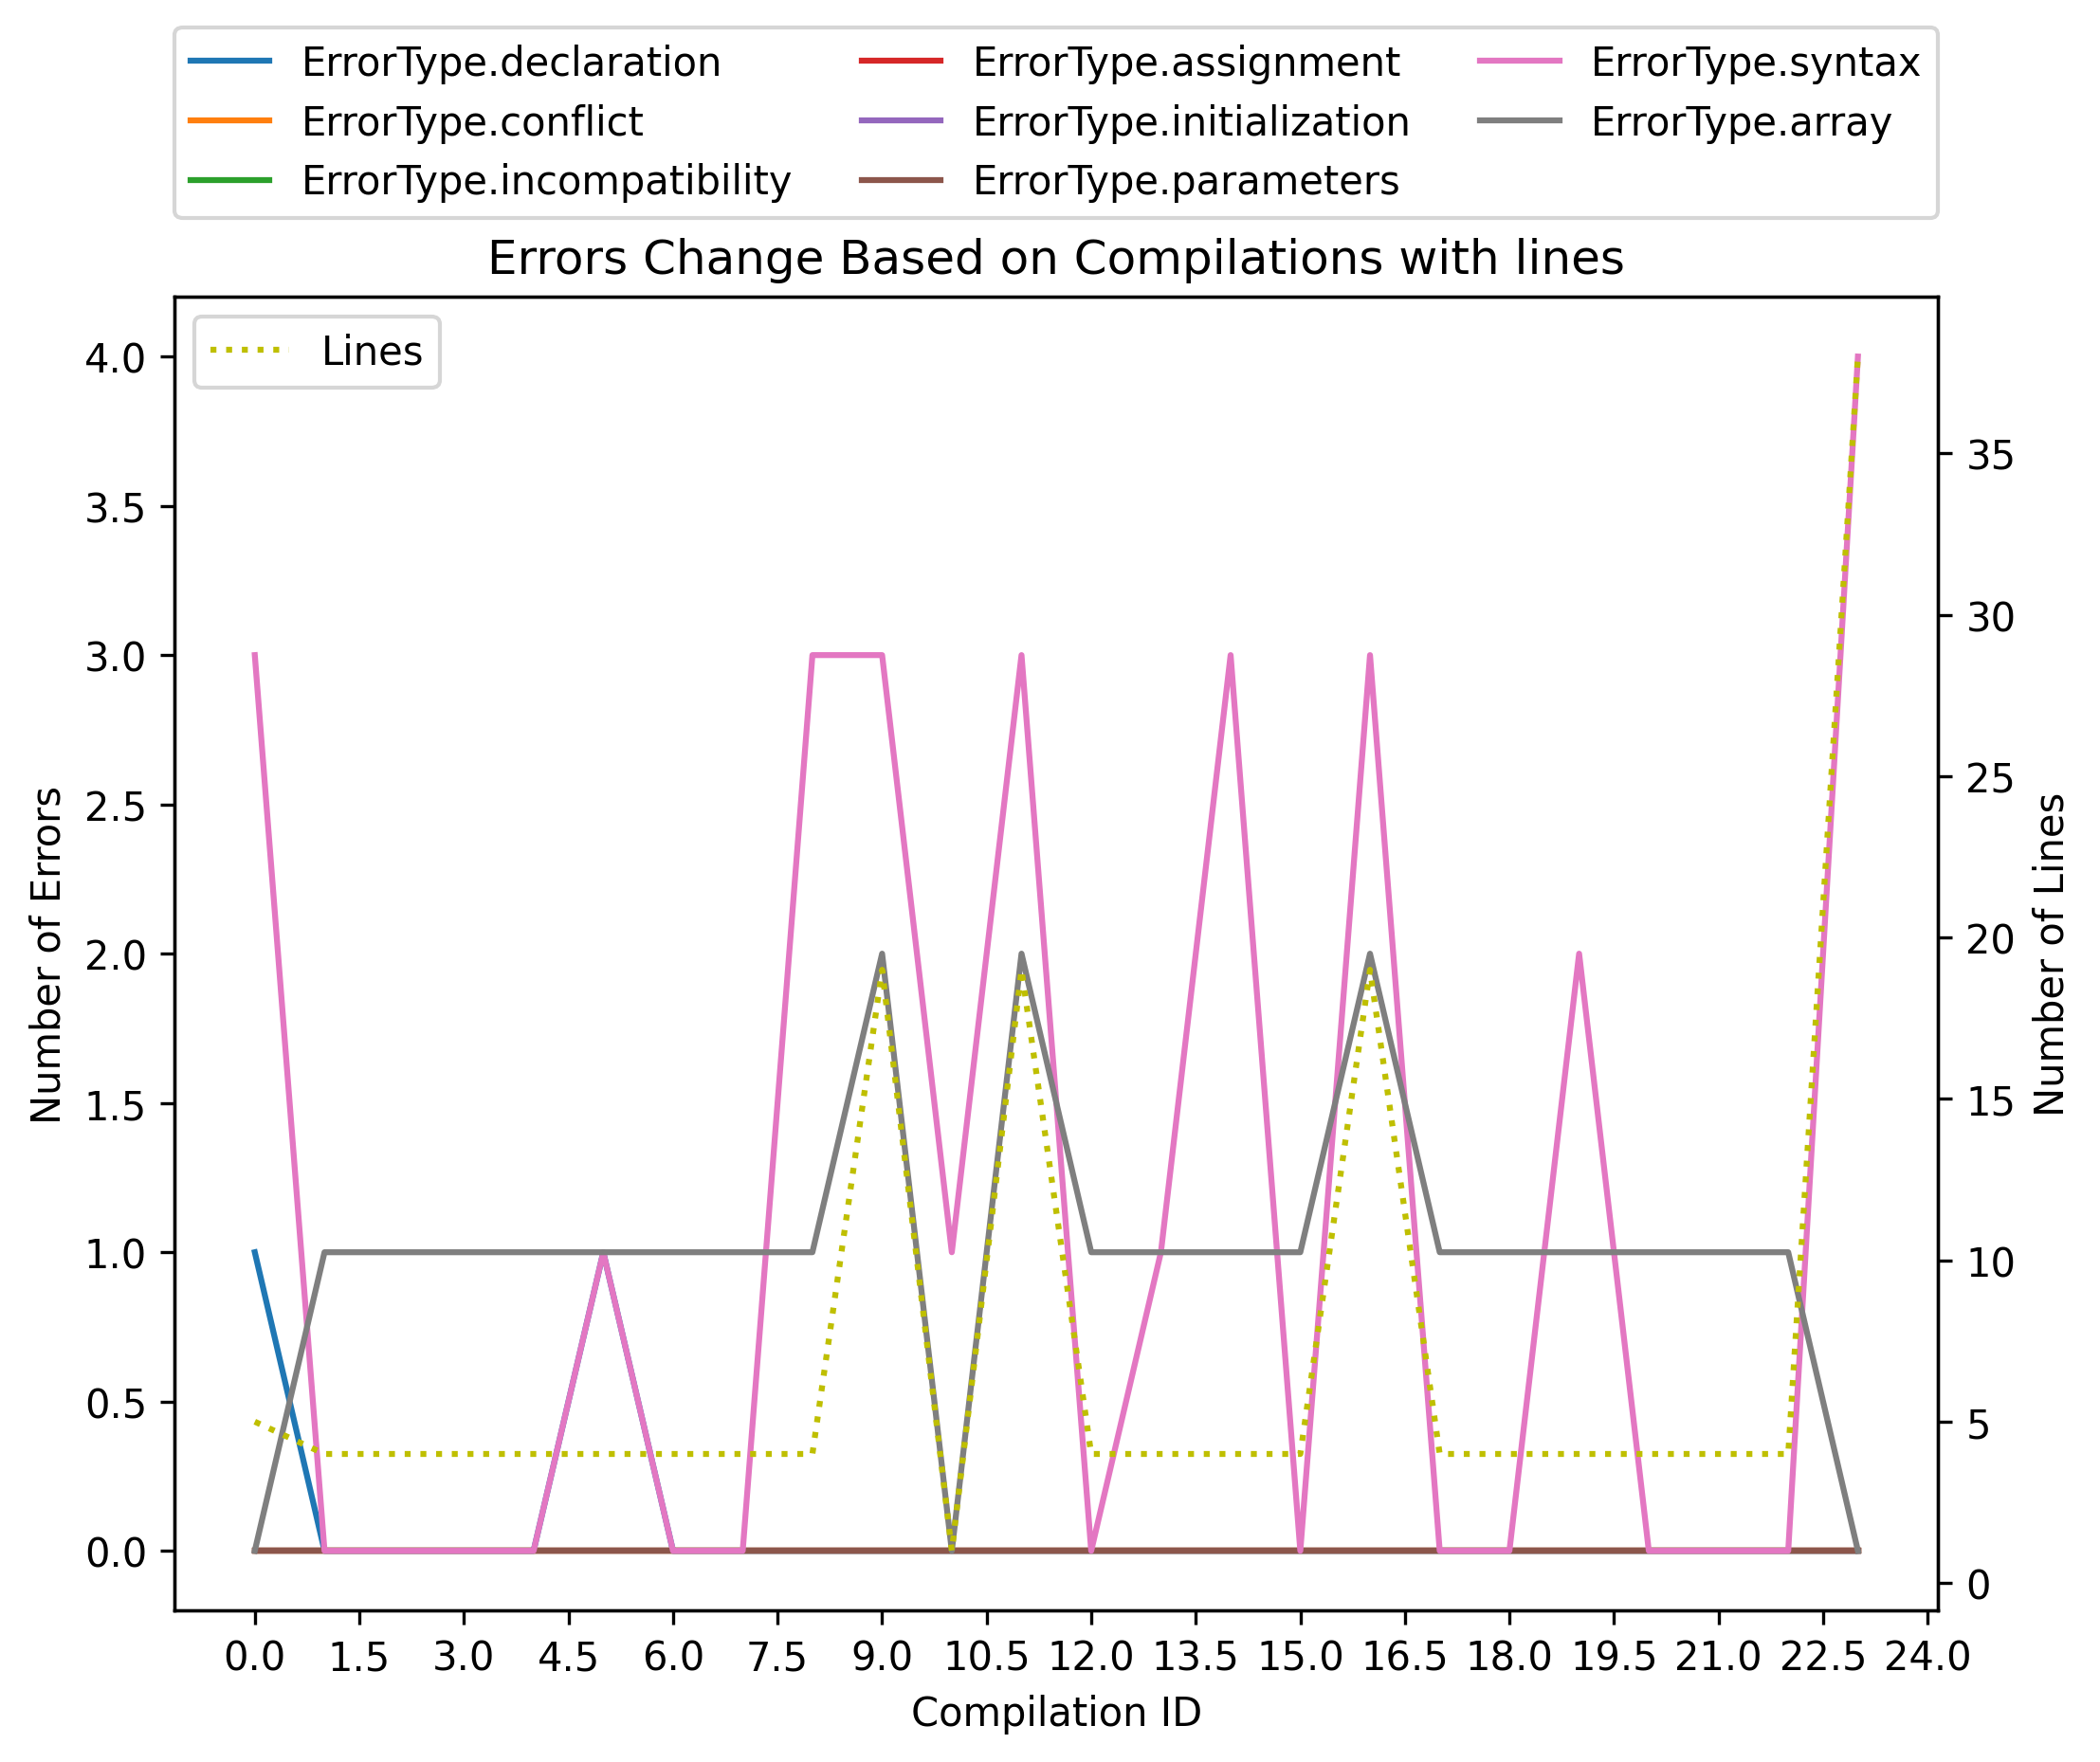 ErrorType.declaration
ErrorType.conflict
ErrorType.incompatibility
ErrorType.assignment
ErrorType.initialization
ErrorType.parameters
ErrorType.syntax
ErrorType.array
Errors Change Based on Compilations with lines
Lines
Number of Errors
4.0
3.5
3.0
2.5
2.0
1.5
1.0
0.5
0.0
35
30
25
20
15
10
5
0
Number of Lines
0.0 1.5 3.0 4.5 6.0 7.5 9.0 10.5 12.0 13.5 15.0 16.5 18.0 19.5 21.0 22.5 24.0
Compilation ID